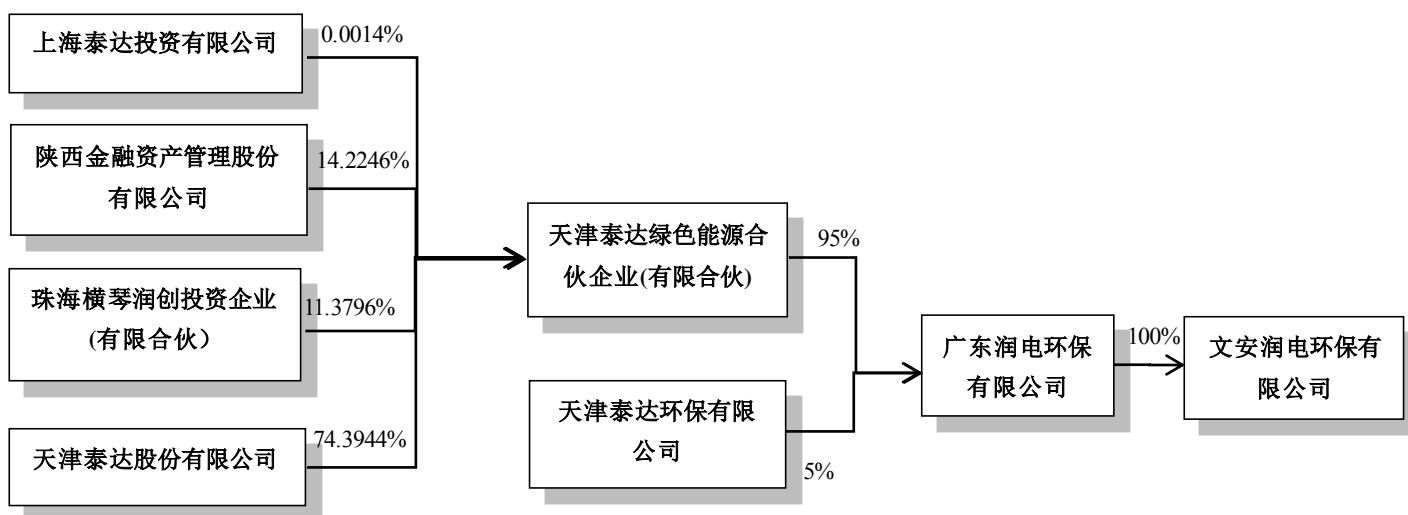 上海泰达投资有限公司
0.0014%
陕西金融资产管理股份
有限公司
14.2246%
珠海横琴润创投资企业
(有限合伙）
11.3796%
天津泰达股份有限公司
74.3944%
天津泰达绿色能源合
伙企业(有限合伙)
95%
天津泰达环保有限
公司
5%
广东润电环保
有限公司
100%
文安润电环保有
限公司